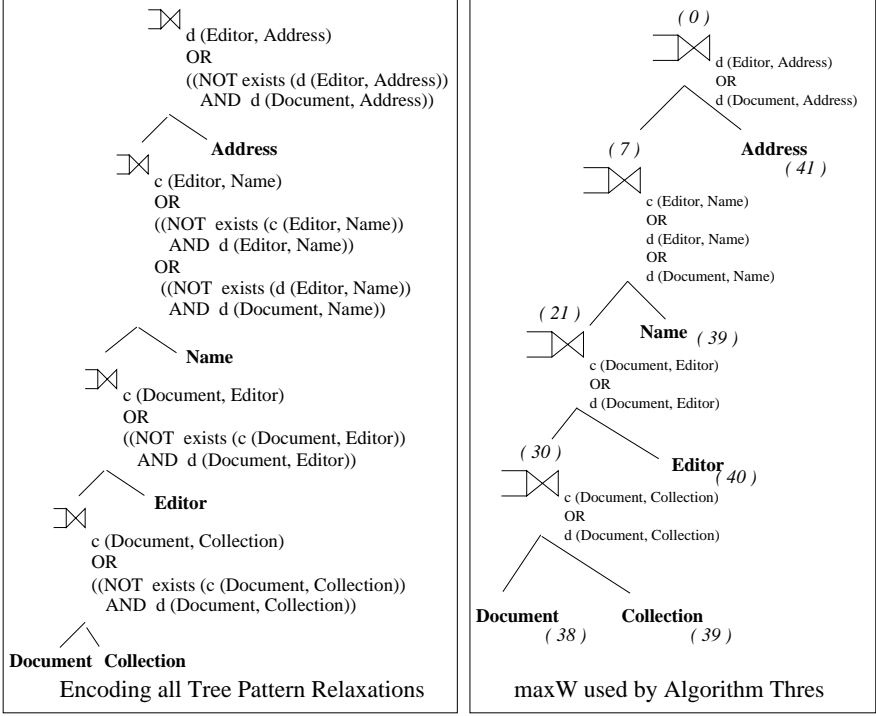 d (Editor, Address)
OR
((NOT exists (d (Editor, Address))
AND d (Document, Address))
Address
c (Editor, Name)
OR
((NOT exists (c (Editor, Name))
AND d (Editor, Name))
OR
((NOT exists (d (Editor, Name))
AND d (Document, Name))
Name
c (Document, Editor)
OR
((NOT exists (c (Document, Editor))
AND d (Document, Editor))
Editor
c (Document, Collection)
OR
((NOT exists (c (Document, Collection))
AND d (Document, Collection))
Document Collection
Encoding all Tree Pattern Relaxations
( 0 )
d (Editor, Address)
OR
d (Document, Address)
( 7 )
Address
( 41 )
c (Editor, Name)
OR
d (Editor, Name)
OR
d (Document, Name)
( 21 )
Name ( 39 )
c (Document, Editor)
OR
d (Document, Editor)
( 30 )
Editor
( 40 )
c (Document, Collection)
OR
d (Document, Collection)
Document Collection
( 38 ) ( 39 )
maxW used by Algorithm Thres